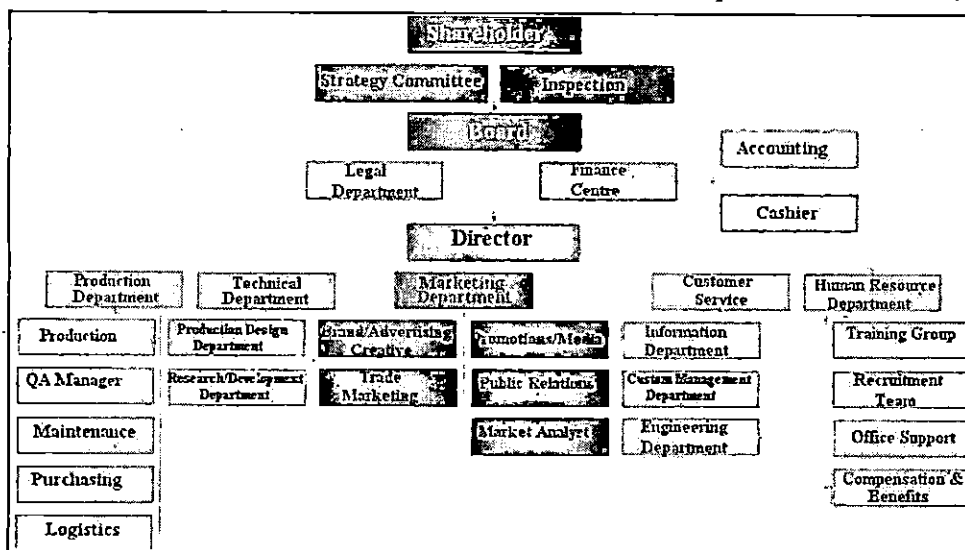 Shareholder
Strategy Committee
Inspection
Board
Legal
Department
Finance
Centre
Accounting
Cashier
Director
Production
Department
Technical
Department
Marketing
Department
Customer
Service
Human Resource
Department
Production
Production Design
Department
Brand/Advertising
Creative
Promotions/Media
Information
Department
Training Group
QA Manager
Research/Development
Department
Trade
Marketing
Public Relations
Custom Management
Department
Recruitment
Team
Maintenance
Market Analyst
Engineering
Department
Office Support
Purchasing
Compensation &
Benefits
Logistics